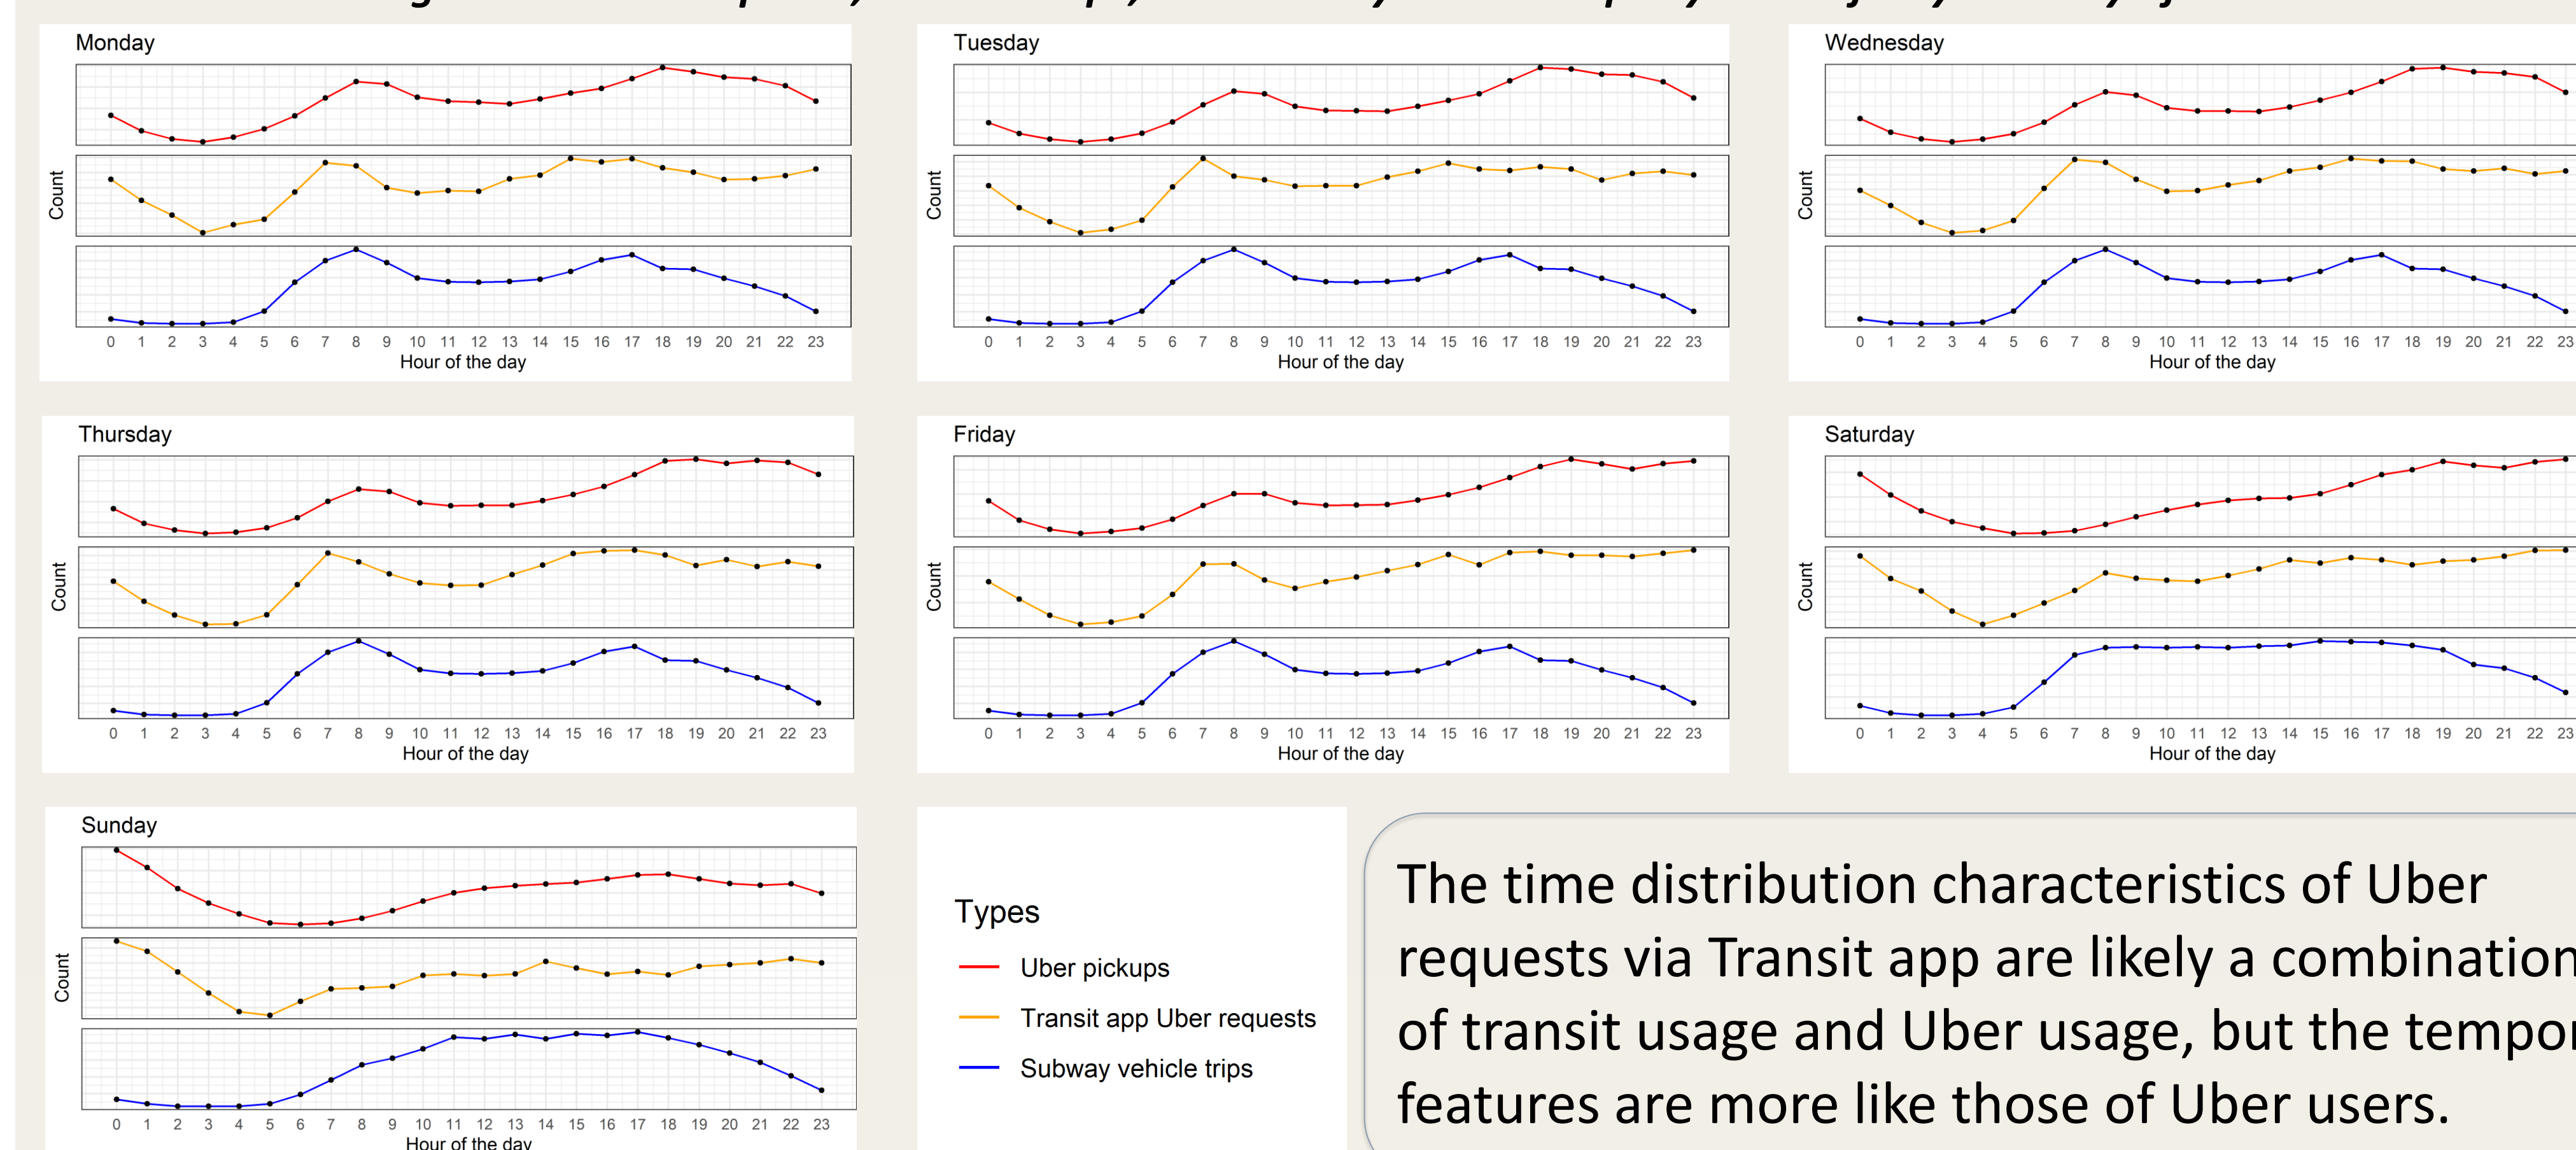 Monday
Count
0 1 2 3 4 5 6 7 8 9 10 11 12 13 14 15 16 17 18 19 20 21 22 23
Hour of the day
Tuesday
Count
0 1 2 3 4 5 6 7 8 9 10 11 12 13 14 15 16 17 18 19 20 21 22 23
Hour of the day
Wednesday
Count
0 1 2 3 4 5 6 7 8 9 10 11 12 13 14 15 16 17 18 19 20 21 22 23
Hour of the day
Thursday
Count
0 1 2 3 4 5 6 7 8 9 10 11 12 13 14 15 16 17 18 19 20 21 22 23
Hour of the day
Friday
Count
0 1 2 3 4 5 6 7 8 9 10 11 12 13 14 15 16 17 18 19 20 21 22 23
Hour of the day
Saturday
Count
0 1 2 3 4 5 6 7 8 9 10 11 12 13 14 15 16 17 18 19 20 21 22 23
Hour of the day
Sunday
Count
0 1 2 3 4 5 6 7 8 9 10 11 12 13 14 15 16 17 18 19 20 21 22 23
Hour of the day
Types
Uber pickups
Transit app Uber requests
Subway vehicle trips
The time distribution characteristics of Uber
requests via Transit app are likely a combination
of transit usage and Uber usage, but the tempor
features are more like those of Uber users.